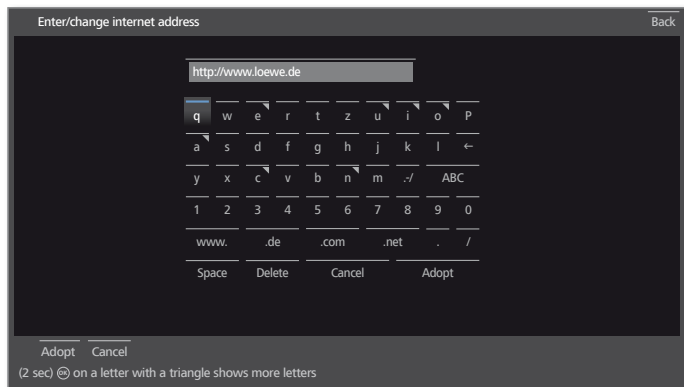 Enter/change internet address Back
http://www.loewe.de
q w e r t z u i o P
a s d f g h j k l ←
y x c v b n m .-/ ABC
1 2 3 4 5 6 7 8 9 0
www. .de .com .net . /
Space Delete Cancel Adopt
Adopt Cancel
(2 sec) OK on a letter with a triangle shows more letters